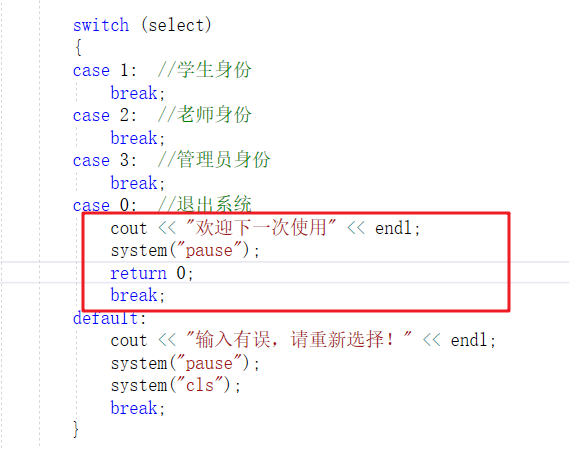 switch (select)
{
case 1:  //学生身份
    break;
case 2:  //老师身份
    break;
case 3:  //管理员身份
    break;
case 0:  //退出系统
    cout << "欢迎下一次使用" << endl;
    system("pause");
    return 0;
    break;
default:
    cout << "输入有误，请重新选择！" << endl;
    system("pause");
    system("cls");
    break;
}